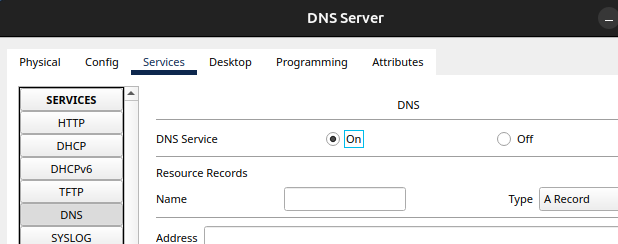 DNS Server
Physical Config Services Desktop Programming Attributes
SERVICES
HTTP
DHCP
DHCPv6
TFTP
DNS
SYSLOG
DNS
DNS Service On Off
Resource Records
Name Type A Record
Address